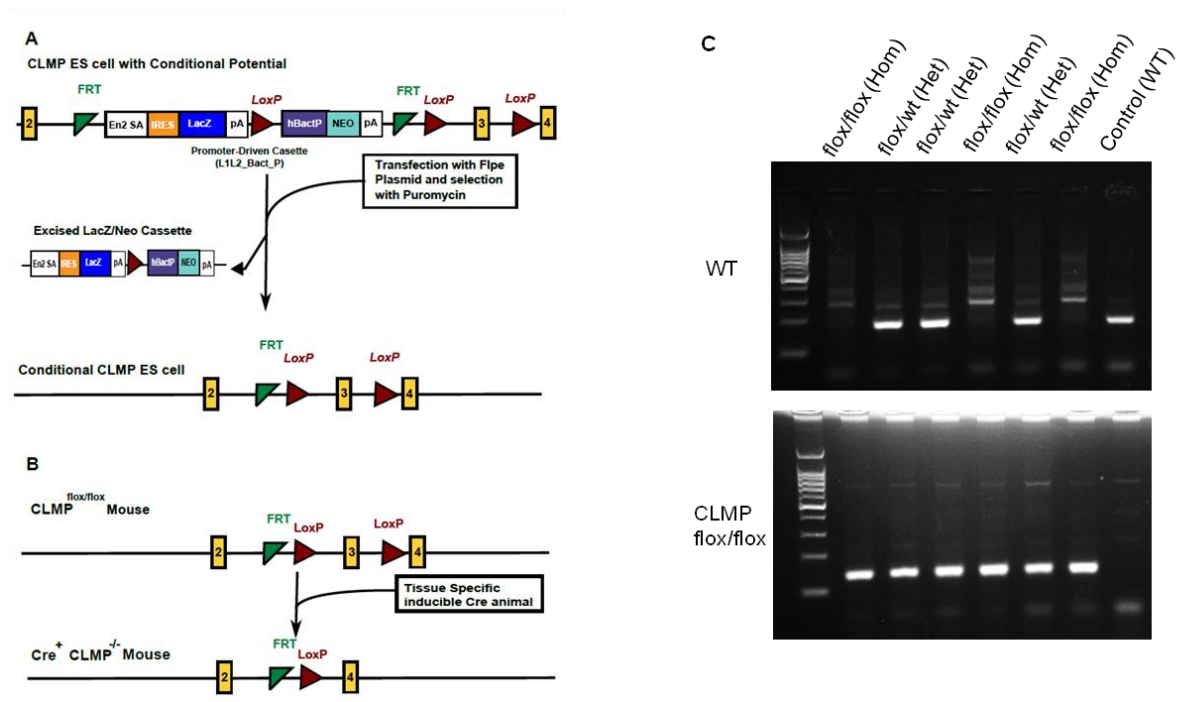 A
CLMP ES cell with Conditional Potential
FRT
LoxP
FRT
LoxP
LoxP
2
En2 SA
IRES
LacZ
pA
hBactP
NEO
pA
3
4
Promoter-Driven Casette
(L1L2_Bact_P)
Transfection with Flpe
Plasmid and selection
with Puromycin
Excised LacZ/Neo Cassette
En2 SA
IRES
LacZ
pA
hBactP
NEO
pA
FRT
LoxP
LoxP
Conditional CLMP ES cell
2
3
4
B
CLMP flox/flox Mouse
FRT
LoxP
LoxP
2
3
4
Tissue Specific
inducible Cre animal
Cre+ CLMP-/- Mouse
FRT
LoxP
2
4
C
flox/flox (Hom)
flox/wt (Het)
flox/wt (Het)
flox/flox (Hom)
flox/wt (Het)
flox/flox (Hom)
Control (WT)
WT
CLMP
flox/flox